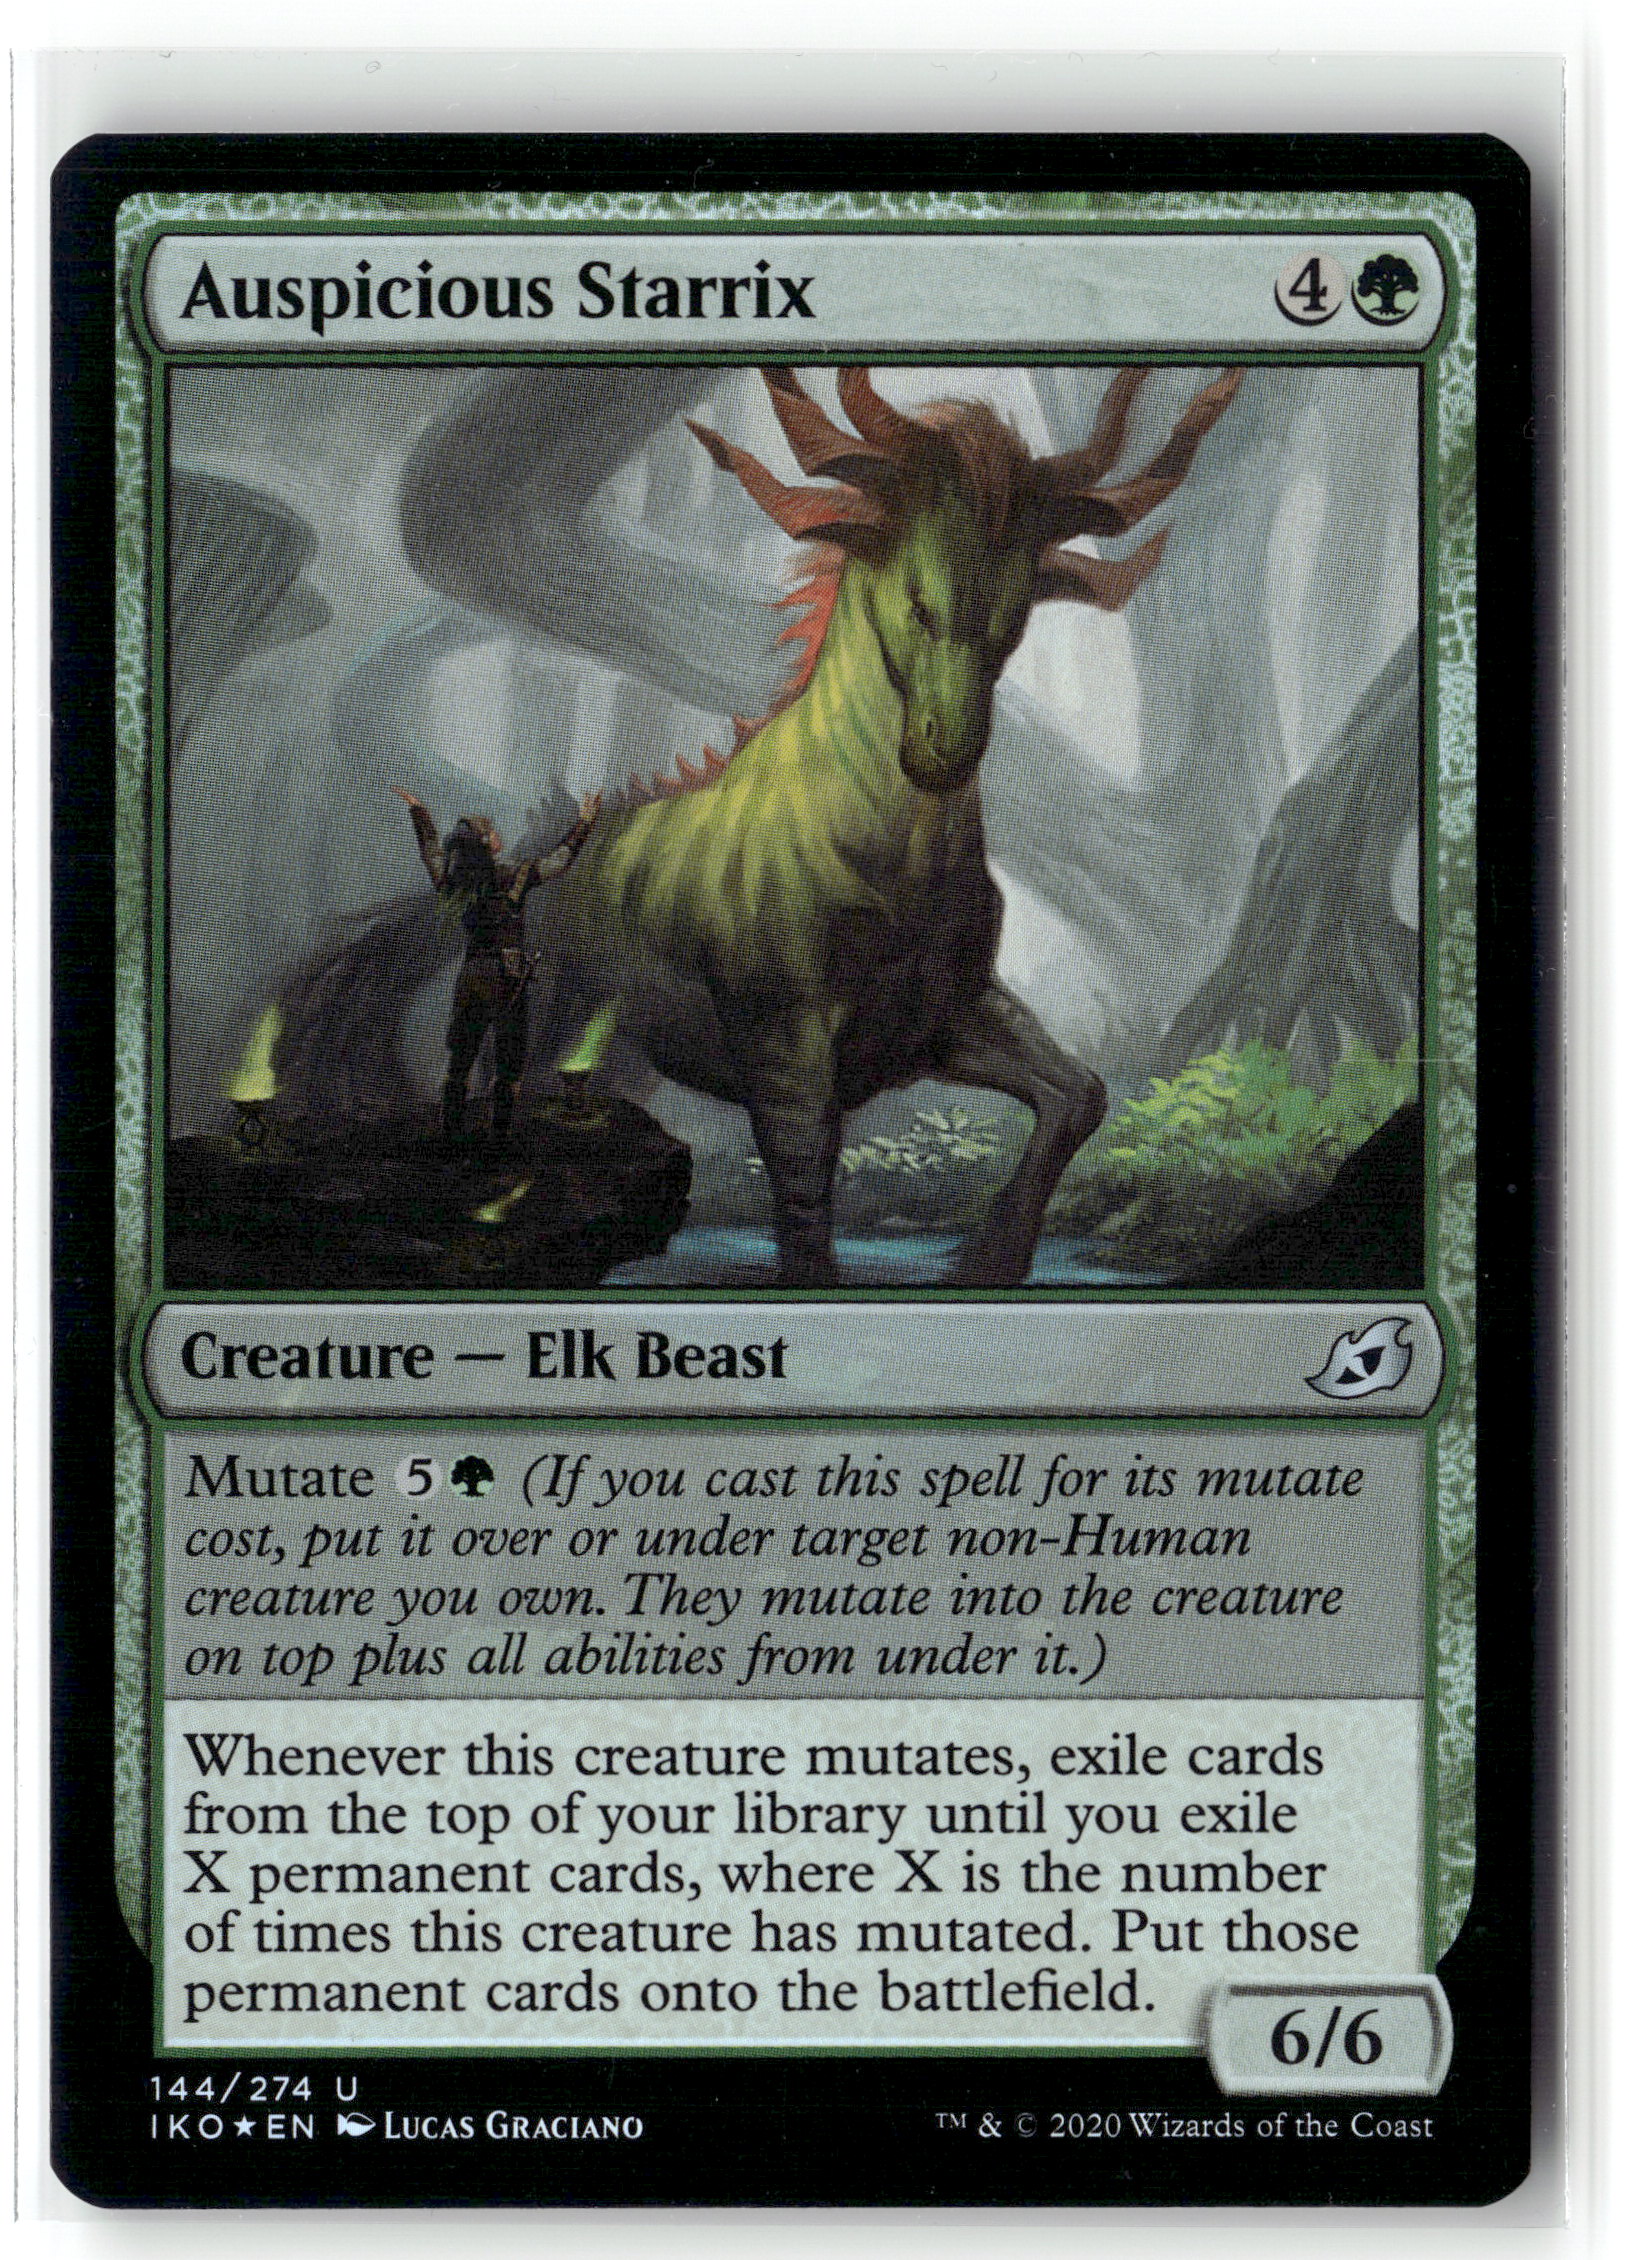 Auspicious Starrix 4
Creature — Elk Beast
Mutate 5 (If you cast this spell for its mutate
cost, put it over or under target non-Human
creature you own. They mutate into the creature
on top plus all abilities from under it.)
Whenever this creature mutates, exile cards
from the top of your library until you exile
X permanent cards, where X is the number
of times this creature has mutated. Put those
permanent cards onto the battlefield.
6/6
144/274 U
IKO★EN LUCAS GRACIANO ™ & © 2020 Wizards of the Coast